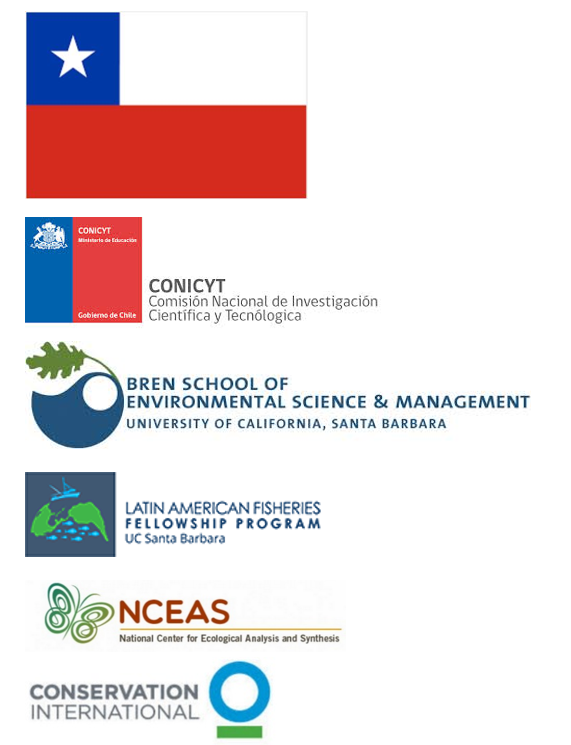 CONICYT
Ministerio de Educación
Gobierno de Chile
CONICYT
Comisión Nacional de Investigación
Científica y Tecnólogica
BREN SCHOOL OF
ENVIRONMENTAL SCIENCE & MANAGEMENT
UNIVERSITY OF CALIFORNIA, SANTA BARBARA
LATIN AMERICAN FISHERIES
FELLOWSHIP PROGRAM
UC Santa Barbara
NCEAS
National Center for Ecological Analysis and Synthesis
CONSERVATION
INTERNATIONAL